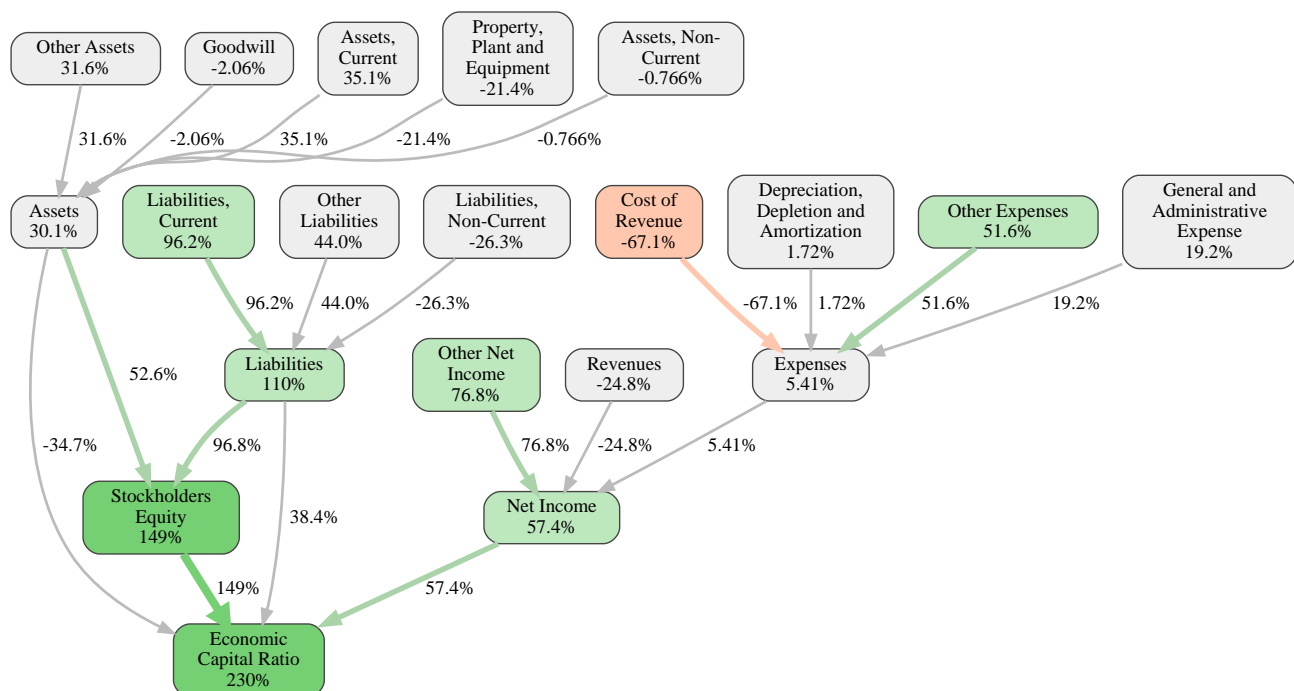 Other Assets
31.6%
Goodwill
-2.06%
Assets,
Current
35.1%
Property,
Plant and
Equipment
-21.4%
Assets, Non-
Current
-0.766%
31.6%
-2.06%
35.1%
-21.4%
-0.766%
Assets
30.1%
Liabilities,
Current
96.2%
Other
Liabilities
44.0%
Liabilities,
Non-Current
-26.3%
Cost of
Revenue
-67.1%
Depreciation,
Depletion and
Amortization
1.72%
Other Expenses
51.6%
General and
Administrative
Expense
19.2%
96.2%
44.0%
-26.3%
-67.1%
1.72%
51.6%
19.2%
52.6%
Liabilities
110%
Other Net
Income
76.8%
Revenues
-24.8%
Expenses
5.41%
-34.7%
96.8%
76.8%
-24.8%
5.41%
Stockholders
Equity
149%
38.4%
Net Income
57.4%
149%
57.4%
Economic
Capital Ratio
230%